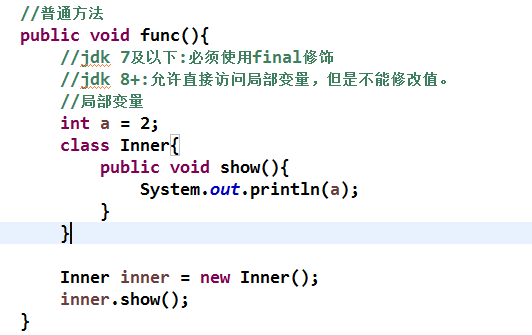 //普通方法
public void func(){
//jdk 7及以下:必须使用final修饰
//jdk 8+:允许直接访问局部变量，但是不能修改值。
//局部变量
int a = 2;
class Inner{
public void show(){
System.out.println(a);
}
}
Inner inner = new Inner();
inner.show();
}